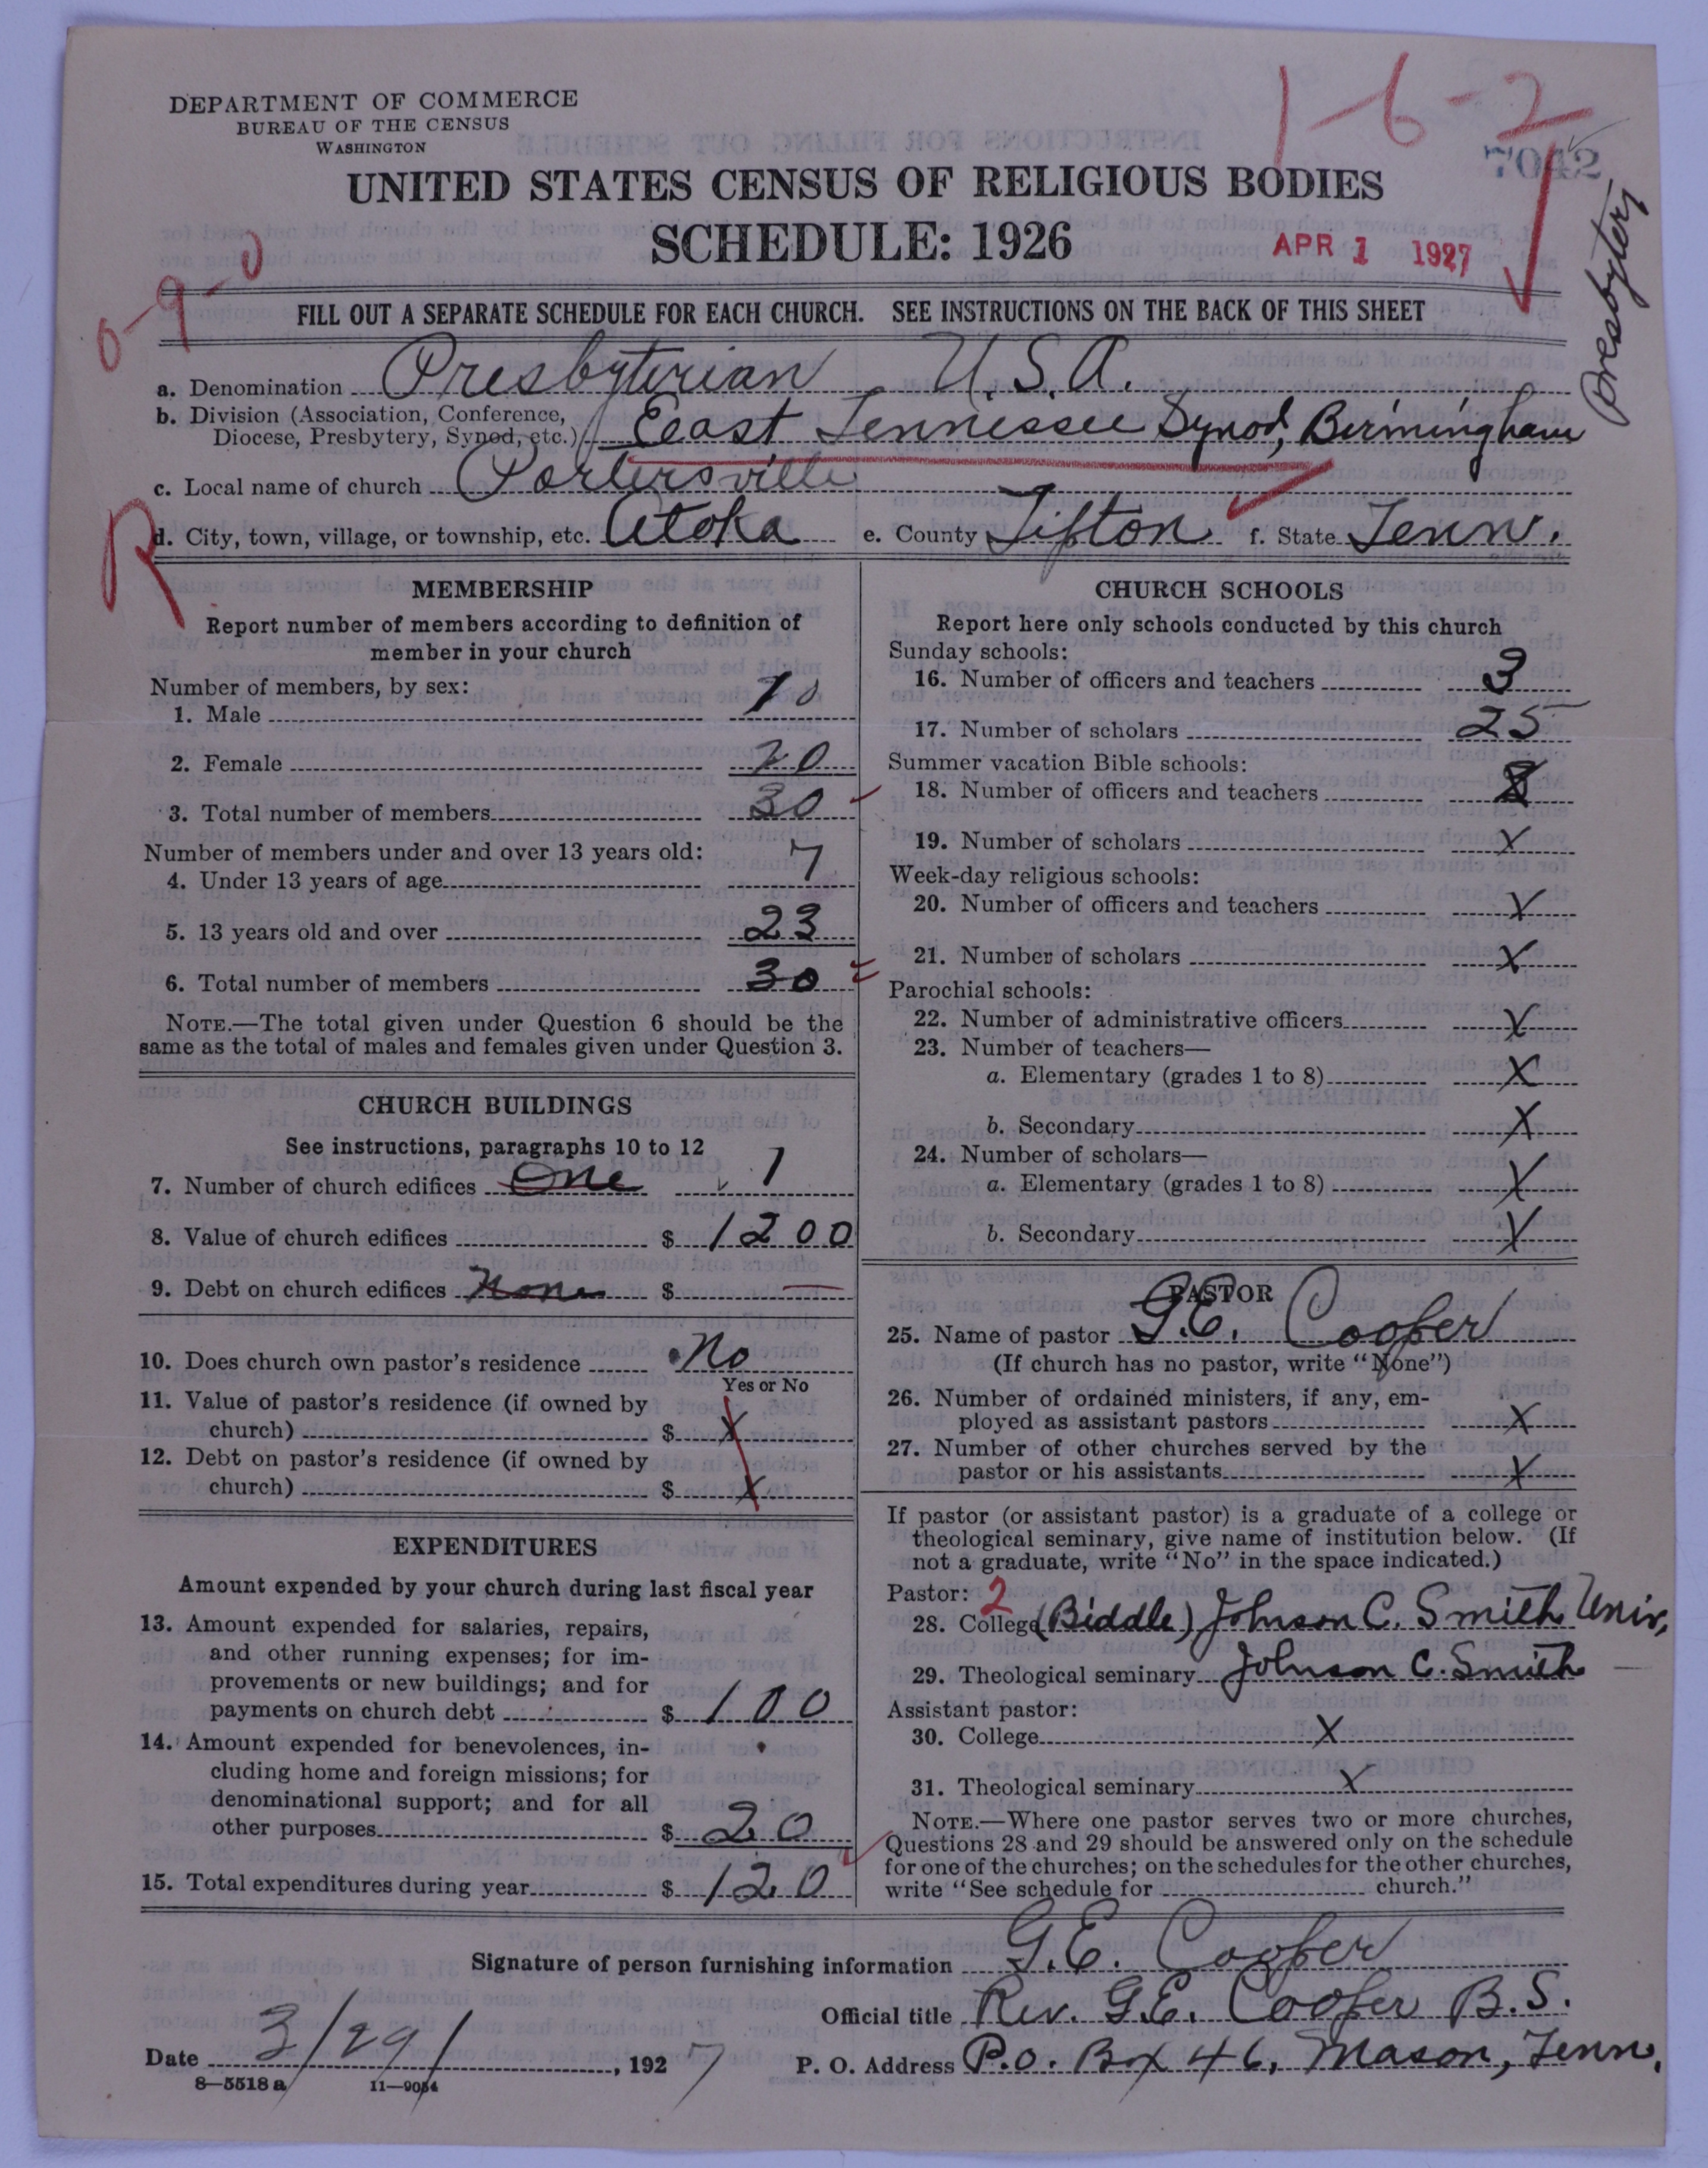 DEPARTMENT OF COMMERCE
BUREAU OF THE CENSUS
WASHINGTON
1-6-2
7042
UNITED STATES CENSUS OF RELIGIOUS BODIES
SCHEDULE: 1926
APR 1 1927
Presbytery
0-9-0
FILL OUT A SEPARATE SCHEDULE FOR EACH CHURCH. SEE INSTRUCTIONS ON THE BACK OF THIS SHEET
a. Denomination Presbyterian U.S.A.
b. Division (Association, Conference,
Diocese, Presbytery, Synod, etc.) East Tennessee Synod, Birmingham
c. Local name of church Portersville
R
d. City, town, village, or township, etc. Atoka e. County Tifton f. State Tenn.
MEMBERSHIP
Report number of members according to definition of
member in your church
Number of members, by sex:
1. Male 10
2. Female 20
3. Total number of members 30
Number of members under and over 13 years old:
4. Under 13 years of age 7
5. 13 years old and over 23
6. Total number of members 30
NOTE.—The total given under Question 6 should be the
same as the total of males and females given under Question 3.
CHURCH BUILDINGS
See instructions, paragraphs 10 to 12
7. Number of church edifices One 1
8. Value of church edifices $ 1200
9. Debt on church edifices None $ —
10. Does church own pastor's residence No
Yes or No
11. Value of pastor's residence (if owned by
church) $ X
12. Debt on pastor's residence (if owned by
church) $ X
EXPENDITURES
Amount expended by your church during last fiscal year
13. Amount expended for salaries, repairs,
and other running expenses; for im-
provements or new buildings; and for
payments on church debt $ 100
14. Amount expended for benevolences, in-
cluding home and foreign missions; for
denominational support; and for all
other purposes $ 20
15. Total expenditures during year $ 120
CHURCH SCHOOLS
Report here only schools conducted by this church
Sunday schools:
16. Number of officers and teachers 3
17. Number of scholars 25
Summer vacation Bible schools:
18. Number of officers and teachers X
19. Number of scholars X
Week-day religious schools:
20. Number of officers and teachers X
21. Number of scholars X
Parochial schools:
22. Number of administrative officers X
23. Number of teachers—
a. Elementary (grades 1 to 8) X
b. Secondary X
24. Number of scholars—
a. Elementary (grades 1 to 8) X
b. Secondary X
PASTOR
25. Name of pastor G.E. Cooper
(If church has no pastor, write "None")
26. Number of ordained ministers, if any, em-
ployed as assistant pastors X
27. Number of other churches served by the
pastor or his assistants X
If pastor (or assistant pastor) is a graduate of a college or
theological seminary, give name of institution below. (If
not a graduate, write "No" in the space indicated.)
Pastor: 2
28. College (Biddle) Johnson C. Smith Univ,
29. Theological seminary Johnson C. Smith
Assistant pastor:
30. College X
31. Theological seminary X
NOTE.—Where one pastor serves two or more churches,
Questions 28 and 29 should be answered only on the schedule
for one of the churches; on the schedules for the other churches,
write "See schedule for church."
Signature of person furnishing information G.E. Cooper
Official title Rev. G.E. Cooper B.S.
Date 3/29/, 1927 P. O. Address P.O. Box 46, Mason, Tenn.
8—5518 a 11—9054